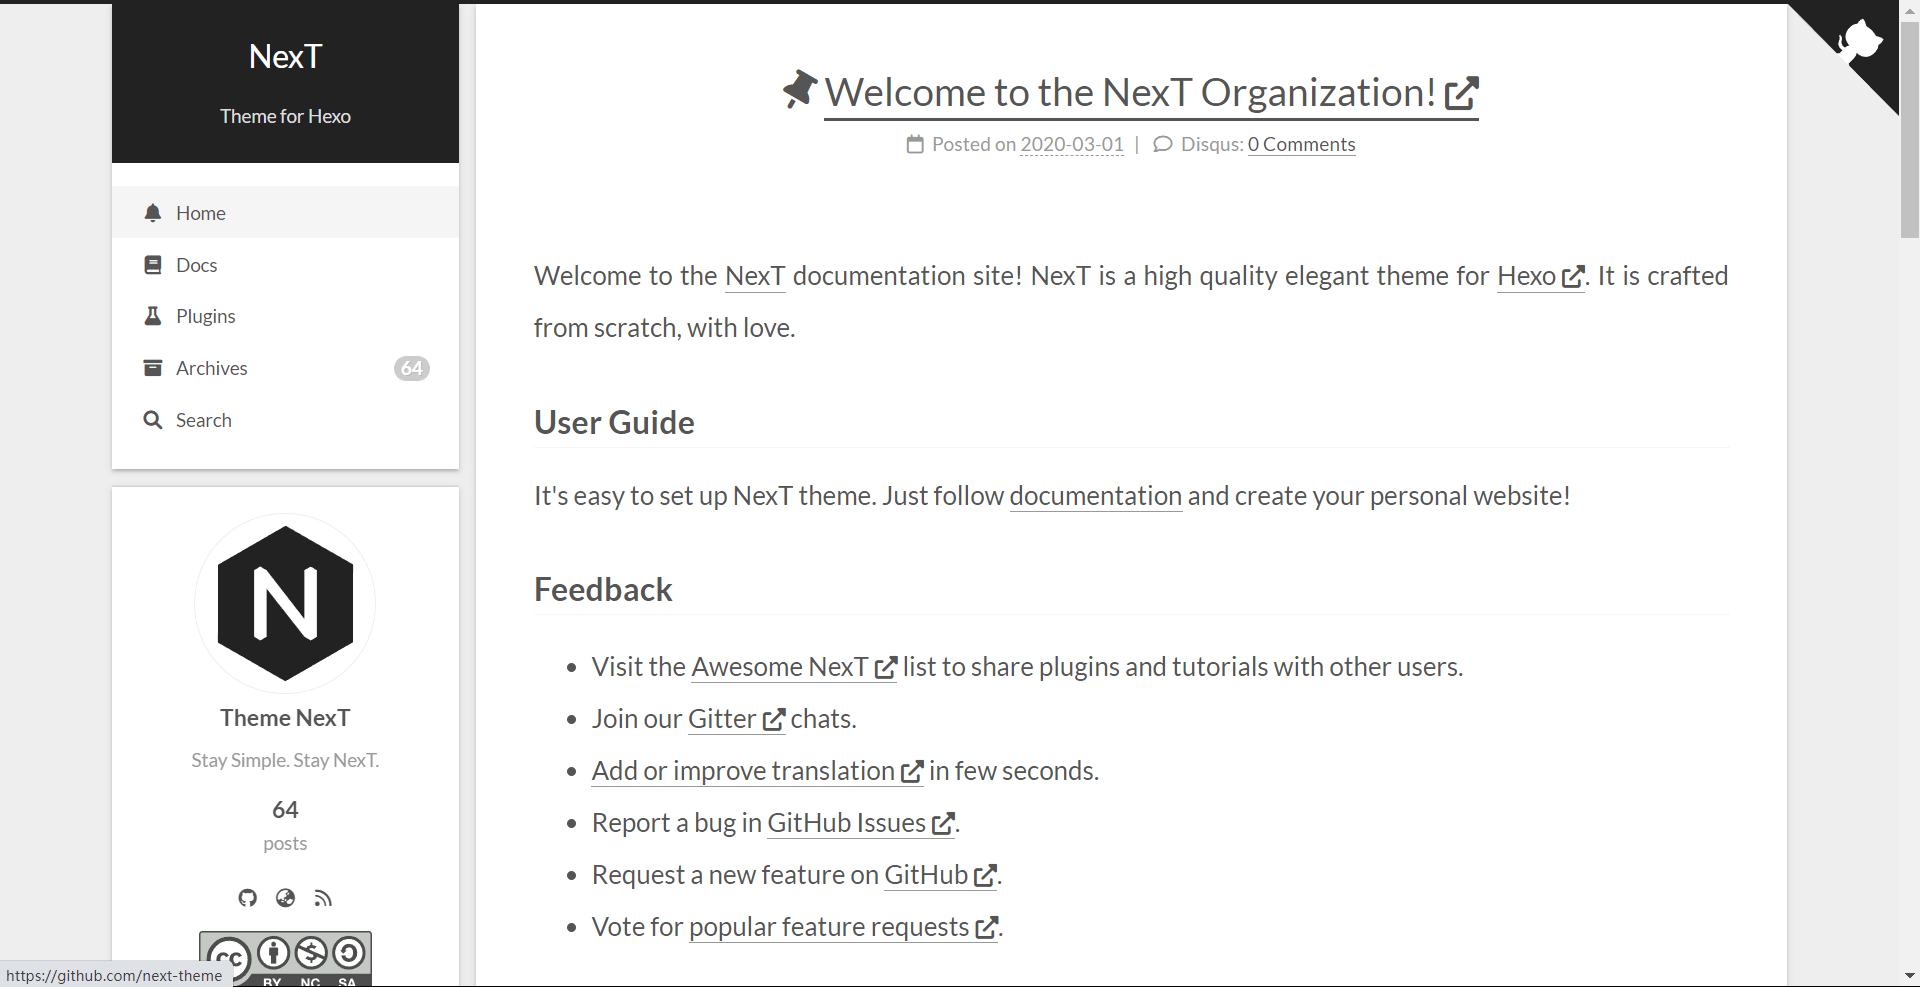 NexT
Theme for Hexo
Home
Docs
Plugins
Archives 64
Search
N
Theme NexT
Stay Simple. Stay NexT.
64
posts
CC
BY NC SA
https://github.com/next-theme
Welcome to the NexT Organization!
Posted on 2020-03-01 | Disqus: 0 Comments
Welcome to the NexT documentation site! NexT is a high quality elegant theme for Hexo. It is crafted
from scratch, with love.
User Guide
It's easy to set up NexT theme. Just follow documentation and create your personal website!
Feedback
• Visit the Awesome NexT list to share plugins and tutorials with other users.
• Join our Gitter chats.
• Add or improve translation in few seconds.
• Report a bug in GitHub Issues.
• Request a new feature on GitHub.
• Vote for popular feature requests.